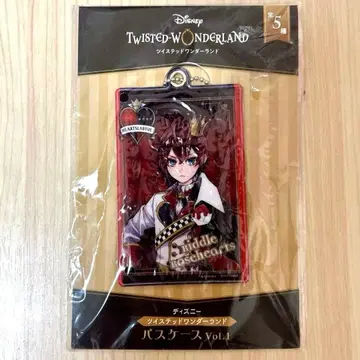 Disney
TWISTED-WONDERLAND
ツイステッドワンダーランド
全5種
HEARTSLABYUL
Riddle
Rosehearts
ディズニー
ツイステッドワンダーランド
パスケース Vol.1